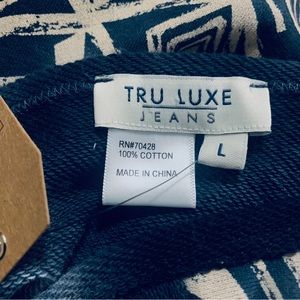 TRU LUXE
JEANS
L
RN#70428
100% COTTON
MADE IN CHINA